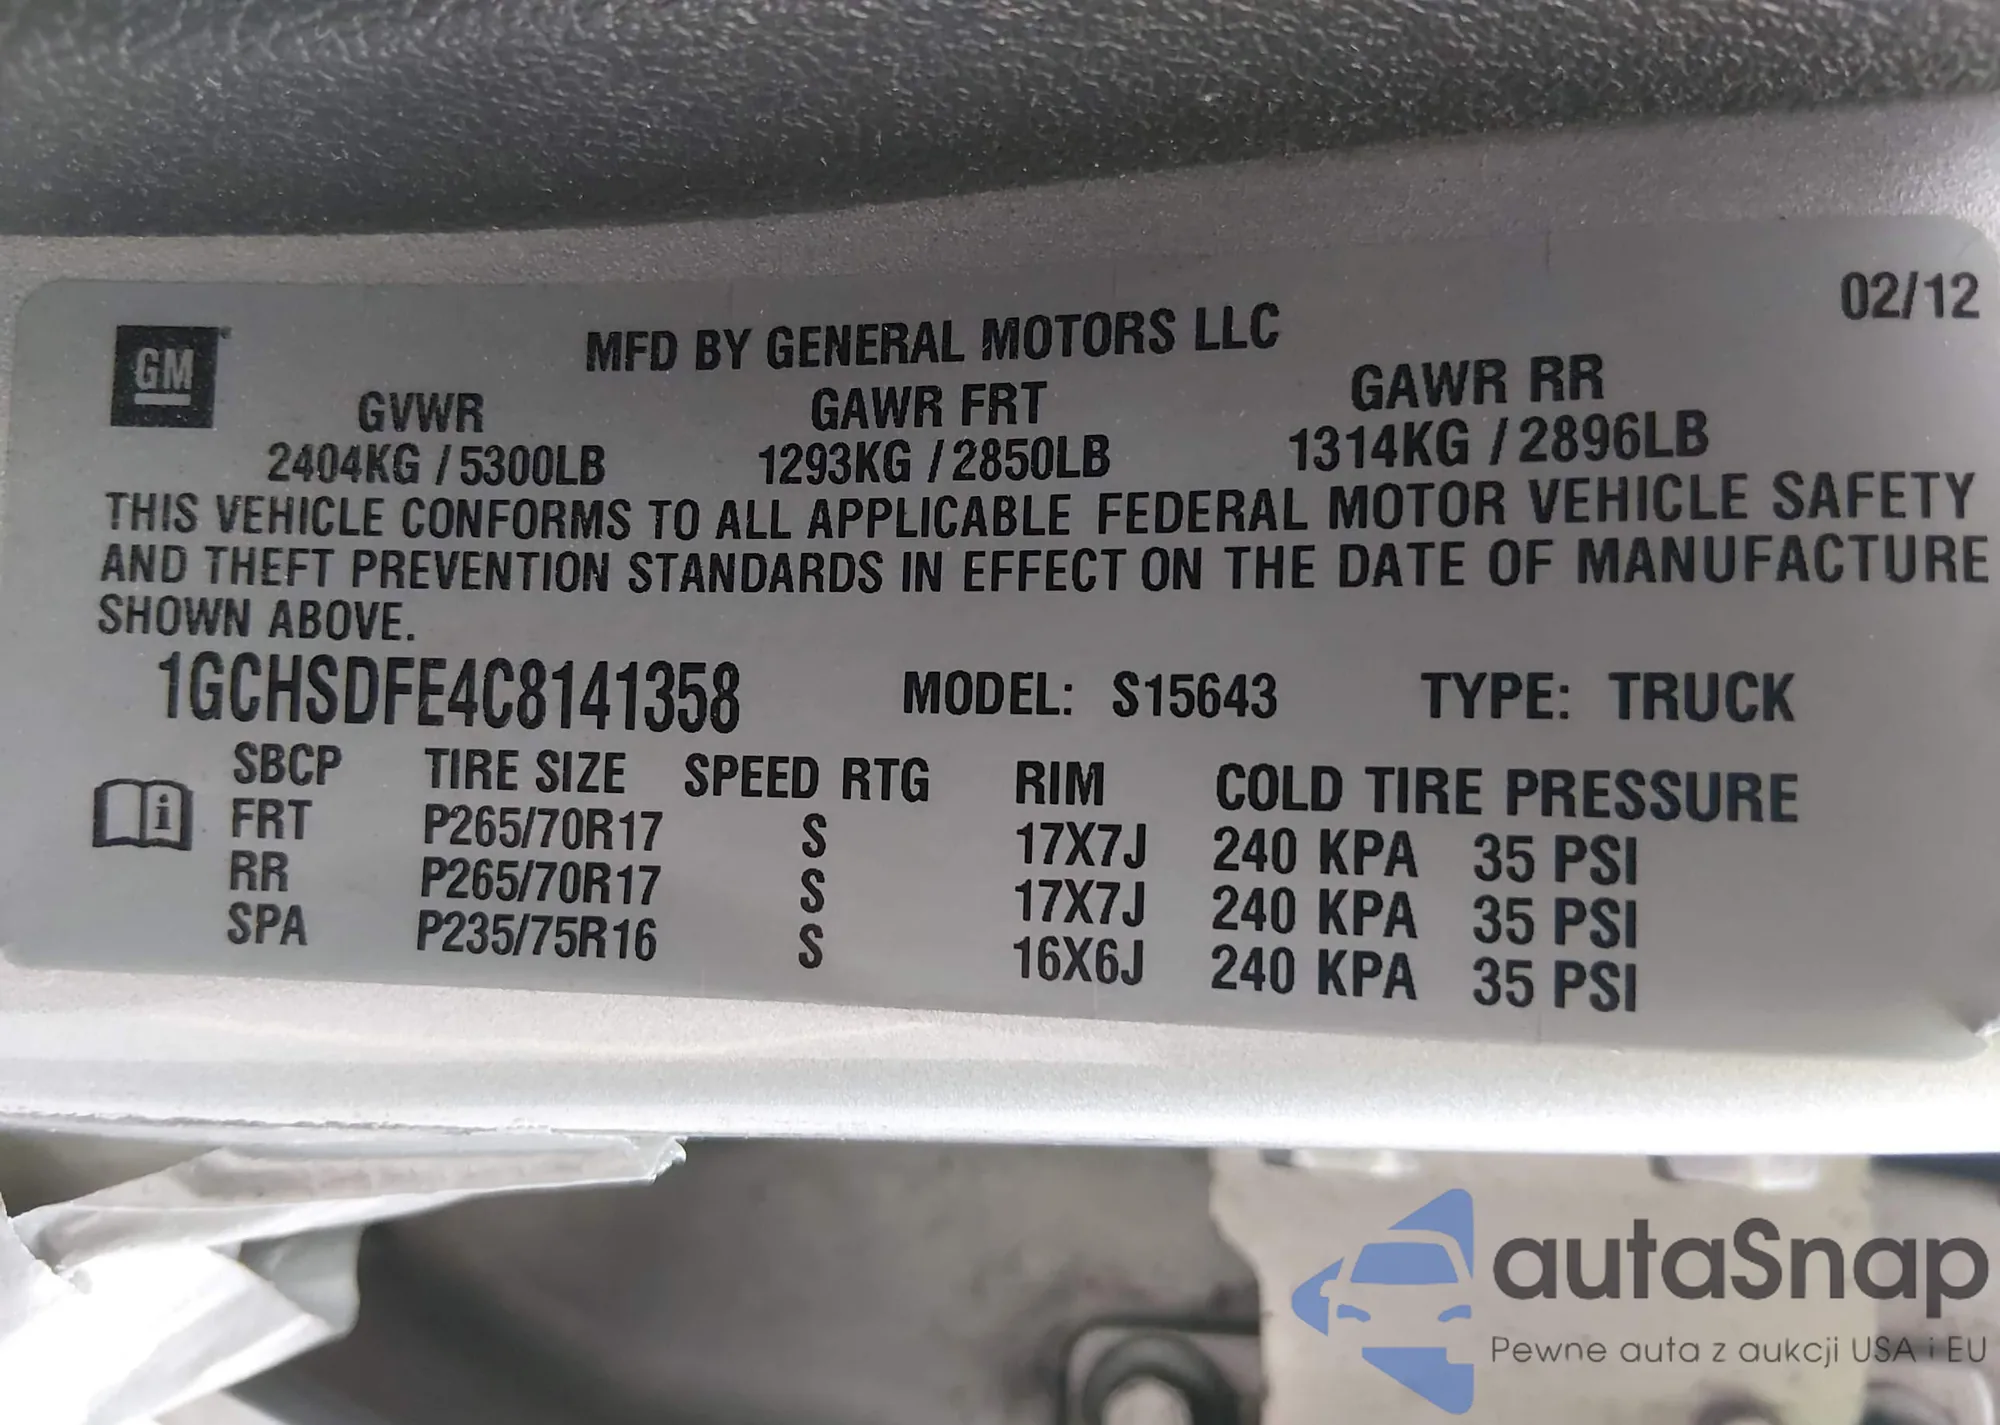 02/12
GM
MFD BY GENERAL MOTORS LLC
GVWR GAWR FRT GAWR RR
2404KG / 5300LB 1293KG / 2850LB 1314KG / 2896LB
THIS VEHICLE CONFORMS TO ALL APPLICABLE FEDERAL MOTOR VEHICLE SAFETY
AND THEFT PREVENTION STANDARDS IN EFFECT ON THE DATE OF MANUFACTURE
SHOWN ABOVE.
1GCHSDFE4C8141358 MODEL: S15643 TYPE: TRUCK
SBCP TIRE SIZE SPEED RTG RIM COLD TIRE PRESSURE
FRT P265/70R17 S 17X7J 240 KPA 35 PSI
RR P265/70R17 S 17X7J 240 KPA 35 PSI
SPA P235/75R16 S 16X6J 240 KPA 35 PSI
autaSnap
Pewne auta z aukcji USA i EU